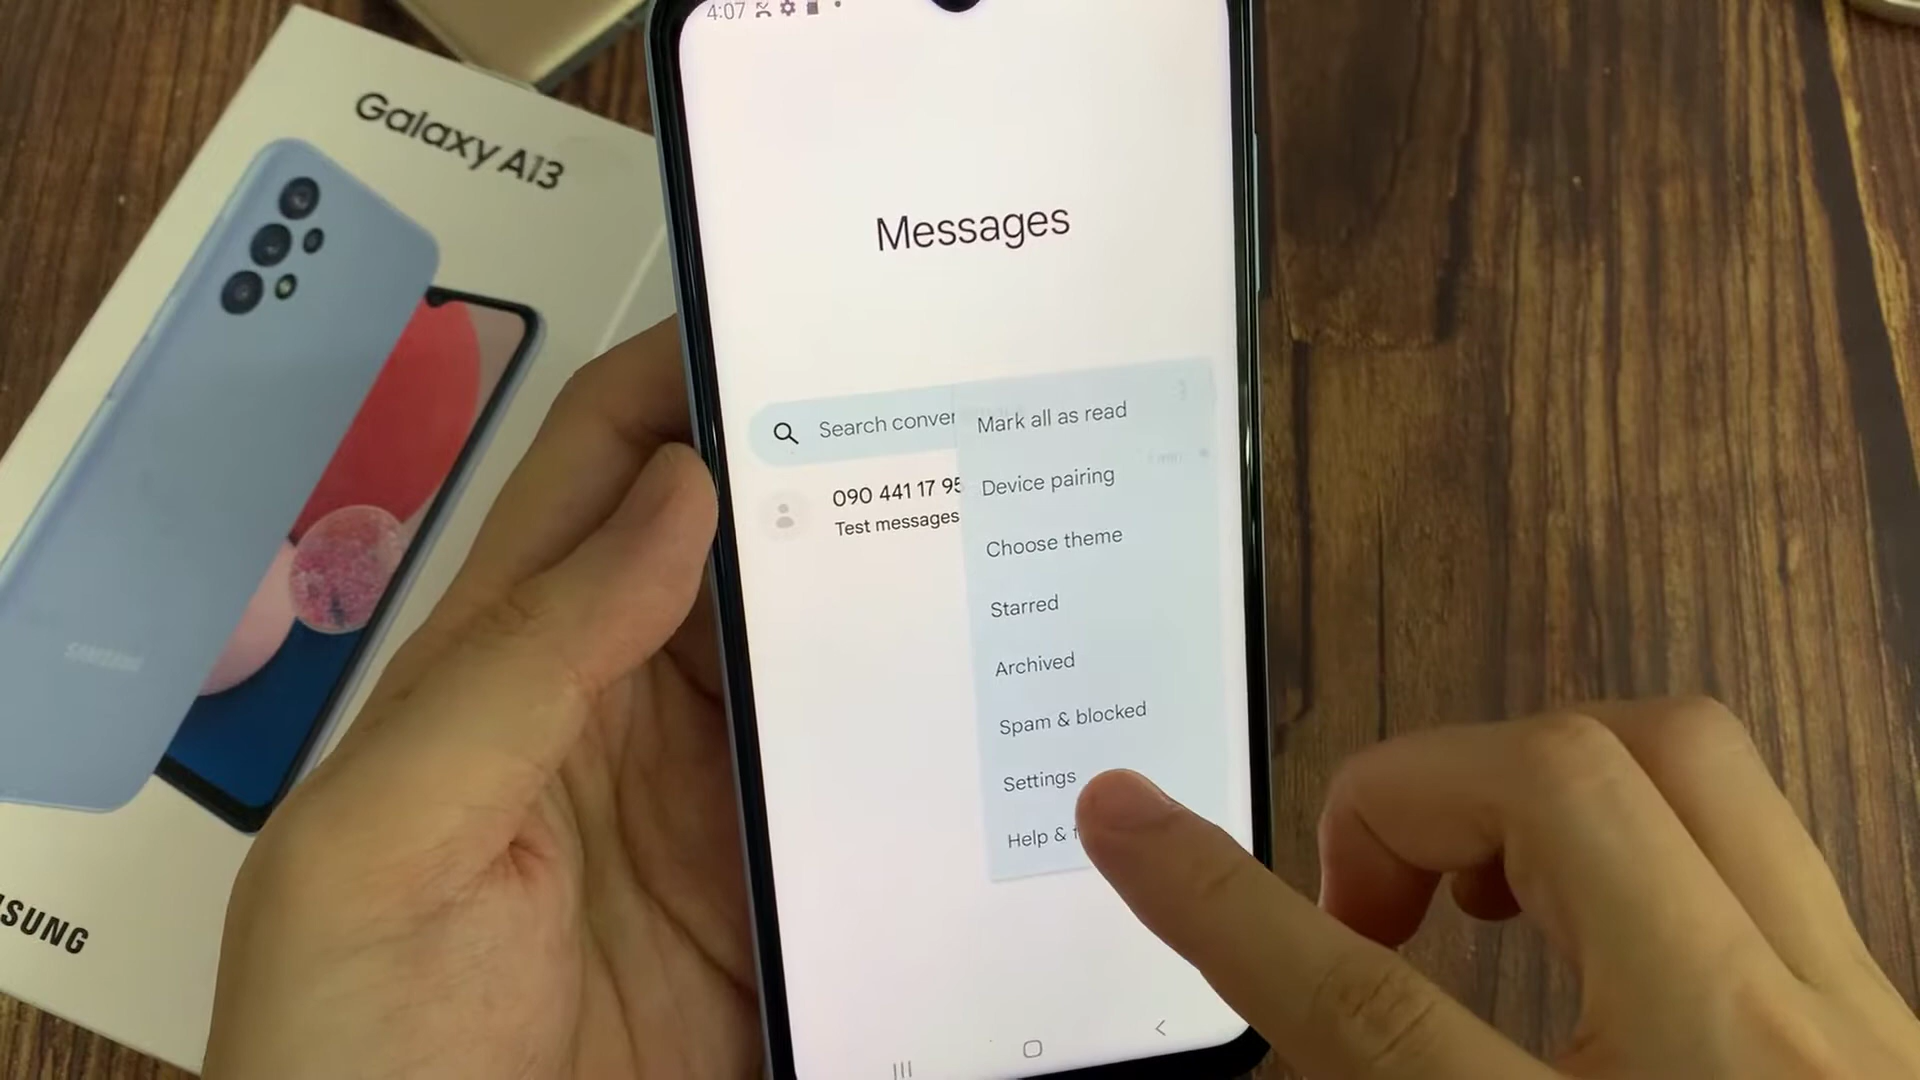 4:07
Galaxy A13
Messages
Search conver
Mark all as read
090 441 17 95
Test messages
Device pairing
Choose theme
Starred
Archived
Spam & blocked
Settings
Help &
SAMSUNG
SUNG